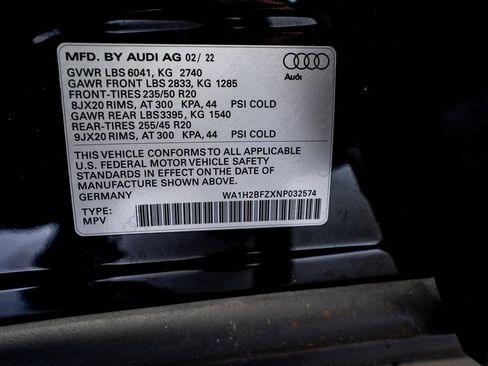 MFD. BY AUDI AG 02/ 22
GVWR LBS 6041, KG 2740
GAWR FRONT LBS 2833, KG 1285
FRONT-TIRES 235/50 R20
8JX20 RIMS, AT 300 KPA, 44 PSI COLD
GAWR REAR LBS3395, KG 1540
REAR-TIRES 255/45 R20
9JX20 RIMS, AT 300 KPA, 44 PSI COLD
Audi
THIS VEHICLE CONFORMS TO ALL APPLICABLE
U.S. FEDERAL MOTOR VEHICLE SAFETY
STANDARDS IN EFFECT ON THE DATE OF
MANUFACTURE SHOWN ABOVE.
GERMANY WA1H2BFZXNP032574
TYPE:
MPV